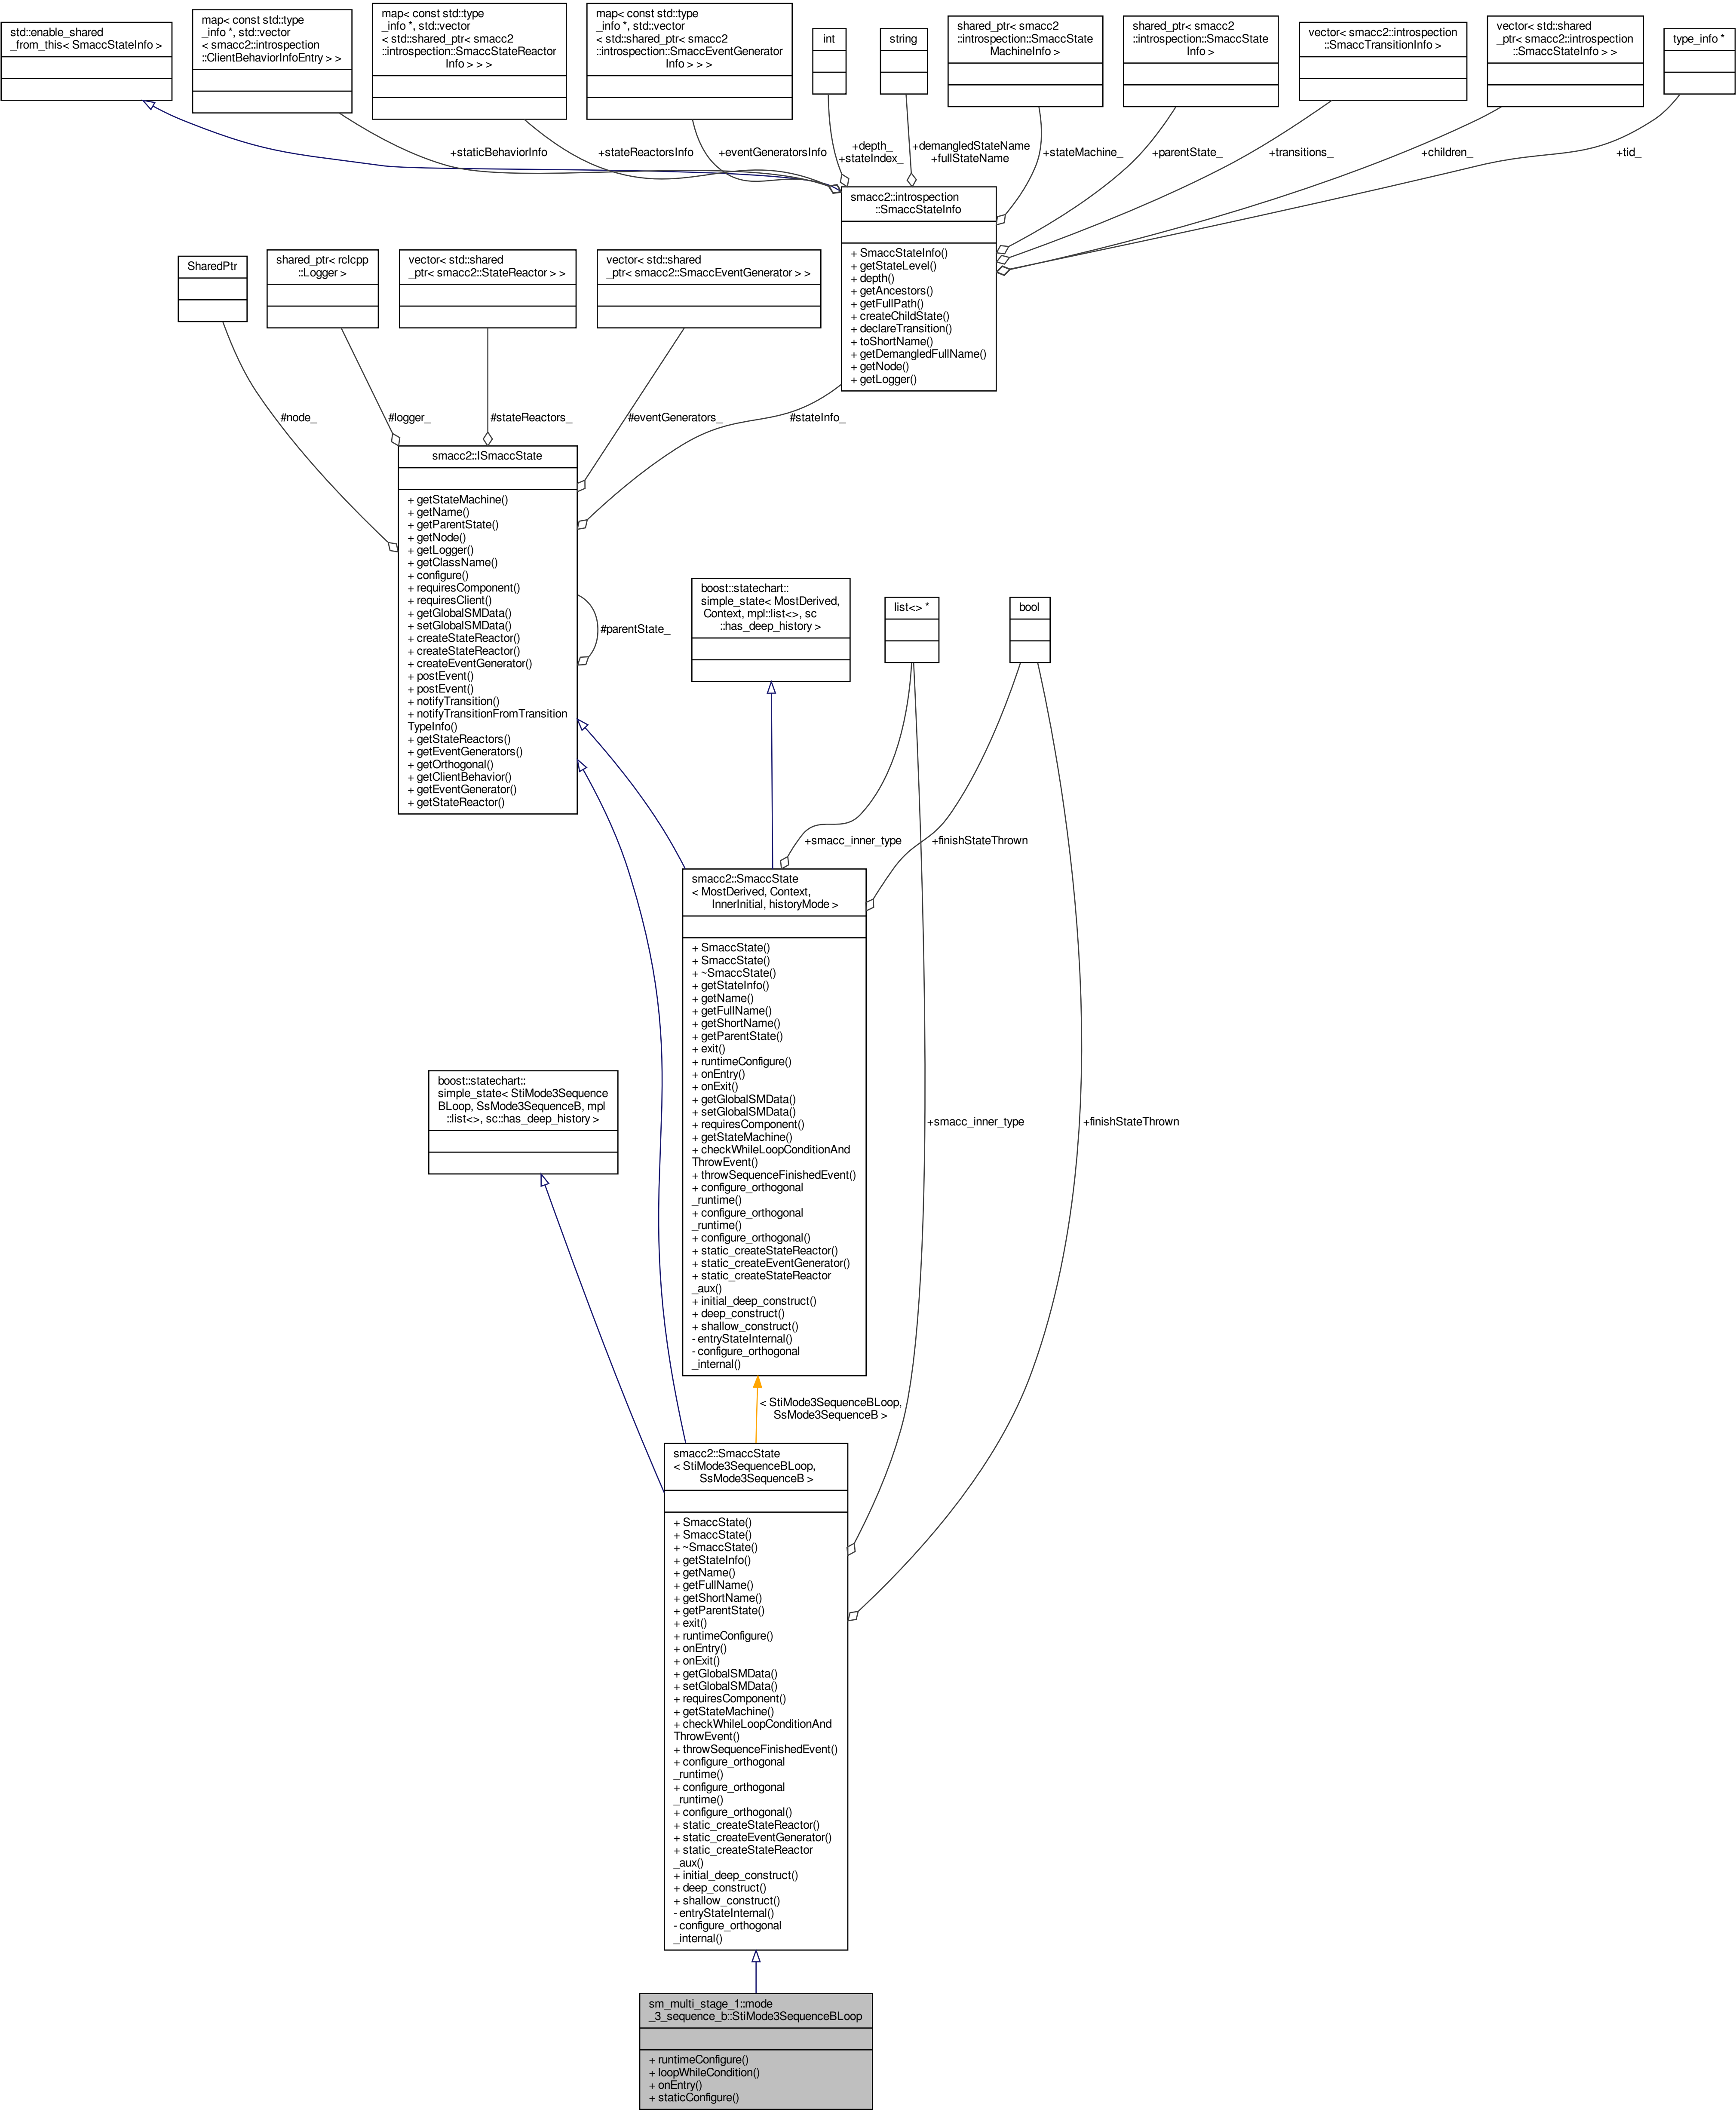 std::enable_shared
_from_this< SmaccStateInfo >
map< const std::type
_info *, std::vector
< smacc2::introspection
::ClientBehaviorInfoEntry > >
map< const std::type
_info *, std::vector
< std::shared_ptr< smacc2
::introspection::SmaccStateReactor
Info > > >
map< const std::type
_info *, std::vector
< std::shared_ptr< smacc2
::introspection::SmaccEventGenerator
Info > > >
int
string
shared_ptr< smacc2
::introspection::SmaccState
MachineInfo >
shared_ptr< smacc2
::introspection::SmaccState
Info >
vector< smacc2::introspection
::SmaccTransitionInfo >
vector< std::shared
_ptr< smacc2::introspection
::SmaccStateInfo > >
type_info *
+staticBehaviorInfo
+stateReactorsInfo
+eventGeneratorsInfo
+depth_
+stateIndex_
+demangledStateName
+fullStateName
+stateMachine_
+parentState_
+transitions_
+children_
+tid_
smacc2::introspection
::SmaccStateInfo
+ SmaccStateInfo()
+ getStateLevel()
+ depth()
+ getAncestors()
+ getFullPath()
+ createChildState()
+ declareTransition()
+ toShortName()
+ getDemangledFullName()
+ getNode()
+ getLogger()
SharedPtr
shared_ptr< rclcpp
::Logger >
vector< std::shared
_ptr< smacc2::StateReactor > >
vector< std::shared
_ptr< smacc2::SmaccEventGenerator > >
#node_
#logger_
#stateReactors_
#eventGenerators_
#stateInfo_
smacc2::ISmaccState
+ getStateMachine()
+ getName()
+ getParentState()
+ getNode()
+ getLogger()
+ getClassName()
+ configure()
+ requiresComponent()
+ requiresClient()
+ getGlobalSMData()
+ setGlobalSMData()
+ createStateReactor()
+ createStateReactor()
+ createEventGenerator()
+ postEvent()
+ postEvent()
+ notifyTransition()
+ notifyTransitionFromTransition
TypeInfo()
+ getStateReactors()
+ getEventGenerators()
+ getOrthogonal()
+ getClientBehavior()
+ getEventGenerator()
+ getStateReactor()
#parentState_
boost::statechart::
simple_state< MostDerived,
Context, mpl::list<>, sc
::has_deep_history >
list<> *
bool
+smacc_inner_type
+finishStateThrown
smacc2::SmaccState
< MostDerived, Context,
InnerInitial, historyMode >
+ SmaccState()
+ SmaccState()
+ ~SmaccState()
+ getStateInfo()
+ getName()
+ getFullName()
+ getShortName()
+ getParentState()
+ exit()
+ runtimeConfigure()
+ onEntry()
+ onExit()
+ getGlobalSMData()
+ setGlobalSMData()
+ requiresComponent()
+ getStateMachine()
+ checkWhileLoopConditionAnd
ThrowEvent()
+ throwSequenceFinishedEvent()
+ configure_orthogonal
_runtime()
+ configure_orthogonal
_runtime()
+ configure_orthogonal()
+ static_createStateReactor()
+ static_createEventGenerator()
+ static_createStateReactor
_aux()
+ initial_deep_construct()
+ deep_construct()
+ shallow_construct()
- entryStateInternal()
- configure_orthogonal
_internal()
boost::statechart::
simple_state< StiMode3Sequence
BLoop, SsMode3SequenceB, mpl
::list<>, sc::has_deep_history >
+smacc_inner_type
+finishStateThrown
< StiMode3SequenceBLoop,
SsMode3SequenceB >
smacc2::SmaccState
< StiMode3SequenceBLoop,
SsMode3SequenceB >
+ SmaccState()
+ SmaccState()
+ ~SmaccState()
+ getStateInfo()
+ getName()
+ getFullName()
+ getShortName()
+ getParentState()
+ exit()
+ runtimeConfigure()
+ onEntry()
+ onExit()
+ getGlobalSMData()
+ setGlobalSMData()
+ requiresComponent()
+ getStateMachine()
+ checkWhileLoopConditionAnd
ThrowEvent()
+ throwSequenceFinishedEvent()
+ configure_orthogonal
_runtime()
+ configure_orthogonal
_runtime()
+ configure_orthogonal()
+ static_createStateReactor()
+ static_createEventGenerator()
+ static_createStateReactor
_aux()
+ initial_deep_construct()
+ deep_construct()
+ shallow_construct()
- entryStateInternal()
- configure_orthogonal
_internal()
sm_multi_stage_1::mode
_3_sequence_b::StiMode3SequenceBLoop
+ runtimeConfigure()
+ loopWhileCondition()
+ onEntry()
+ staticConfigure()